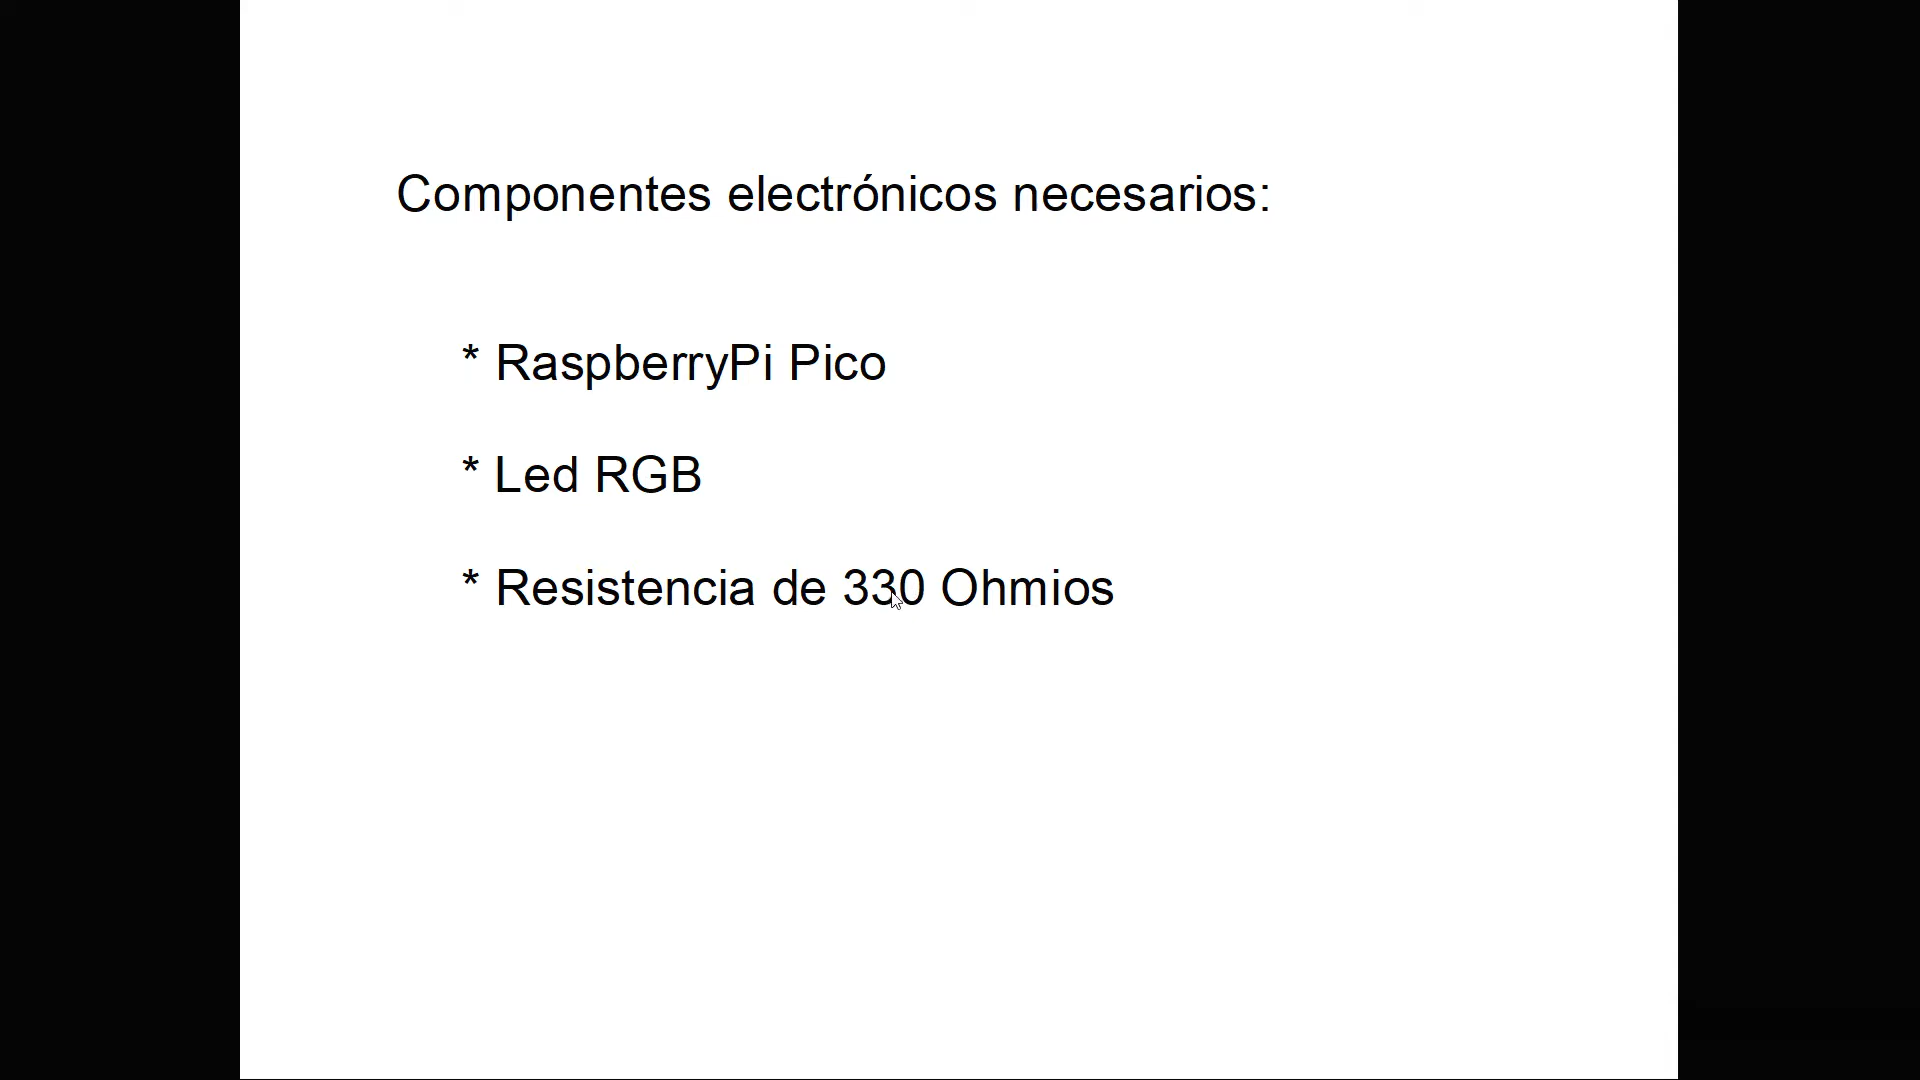 Componentes electrónicos necesarios:
* RaspberryPi Pico
* Led RGB
* Resistencia de 330 Ohmios